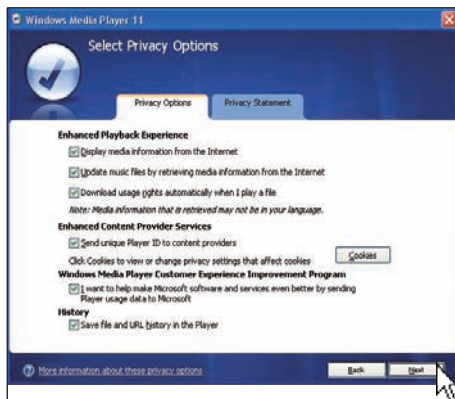 Windows Media Player 11
Select Privacy Options
Privacy Options
Privacy Statement
Enhanced Playback Experience
Display media information from the Internet
Update music files by retrieving media information from the Internet
Download usage rights automatically when I play a file
Note: Media information that is retrieved may not be in your language.
Enhanced Content Provider Services
Send unique Player ID to content providers
Click Cookies to view or change privacy settings that affect cookies
Cookies
Windows Media Player Customer Experience Improvement Program
I want to help make Microsoft software and services even better by sending
Player usage data to Microsoft
History
Save file and URL history in the Player
More information about these privacy options
Back
Next